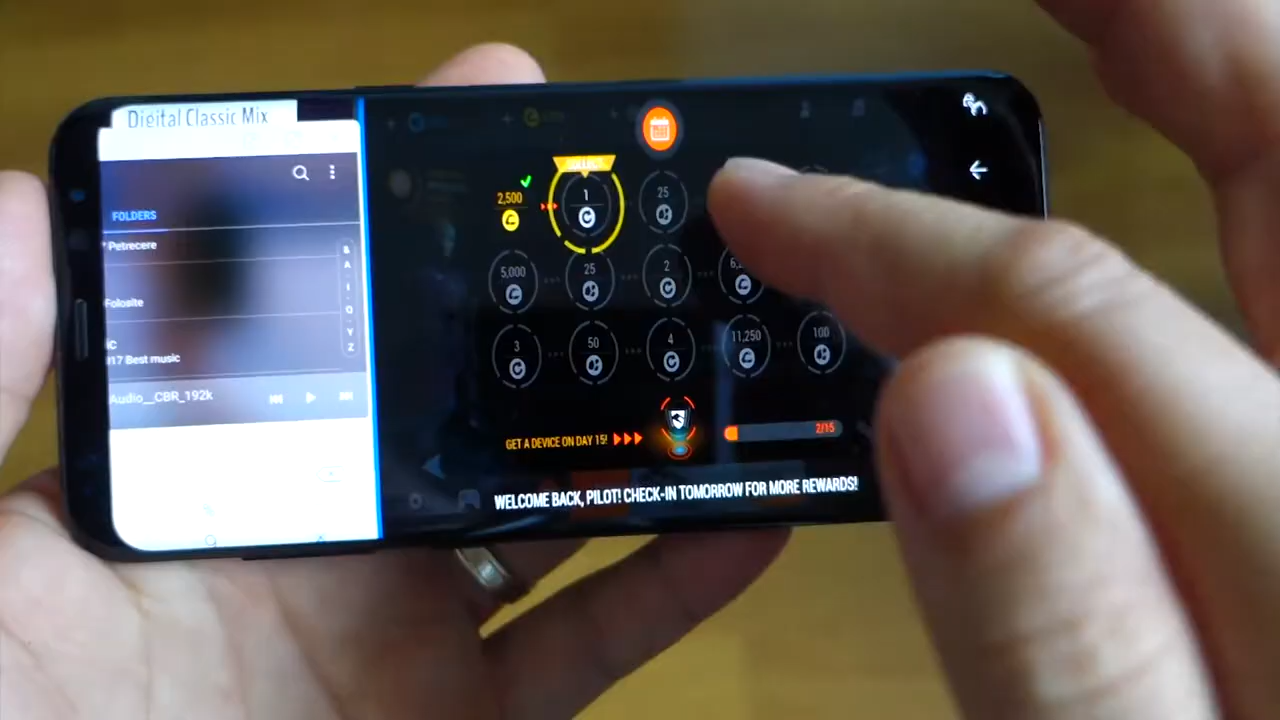 Digital Classic Mix
FOLDERS
Petrecere
Folosite
17 Best music
Audio__CBR_192k
B
A
I
O
Y
Z
2,500
1
25
5,000
25
2
3
50
4
11,250
100
GET A DEVICE ON DAY 15!
2/15
WELCOME BACK, PILOT! CHECK-IN TOMORROW FOR MORE REWARDS!